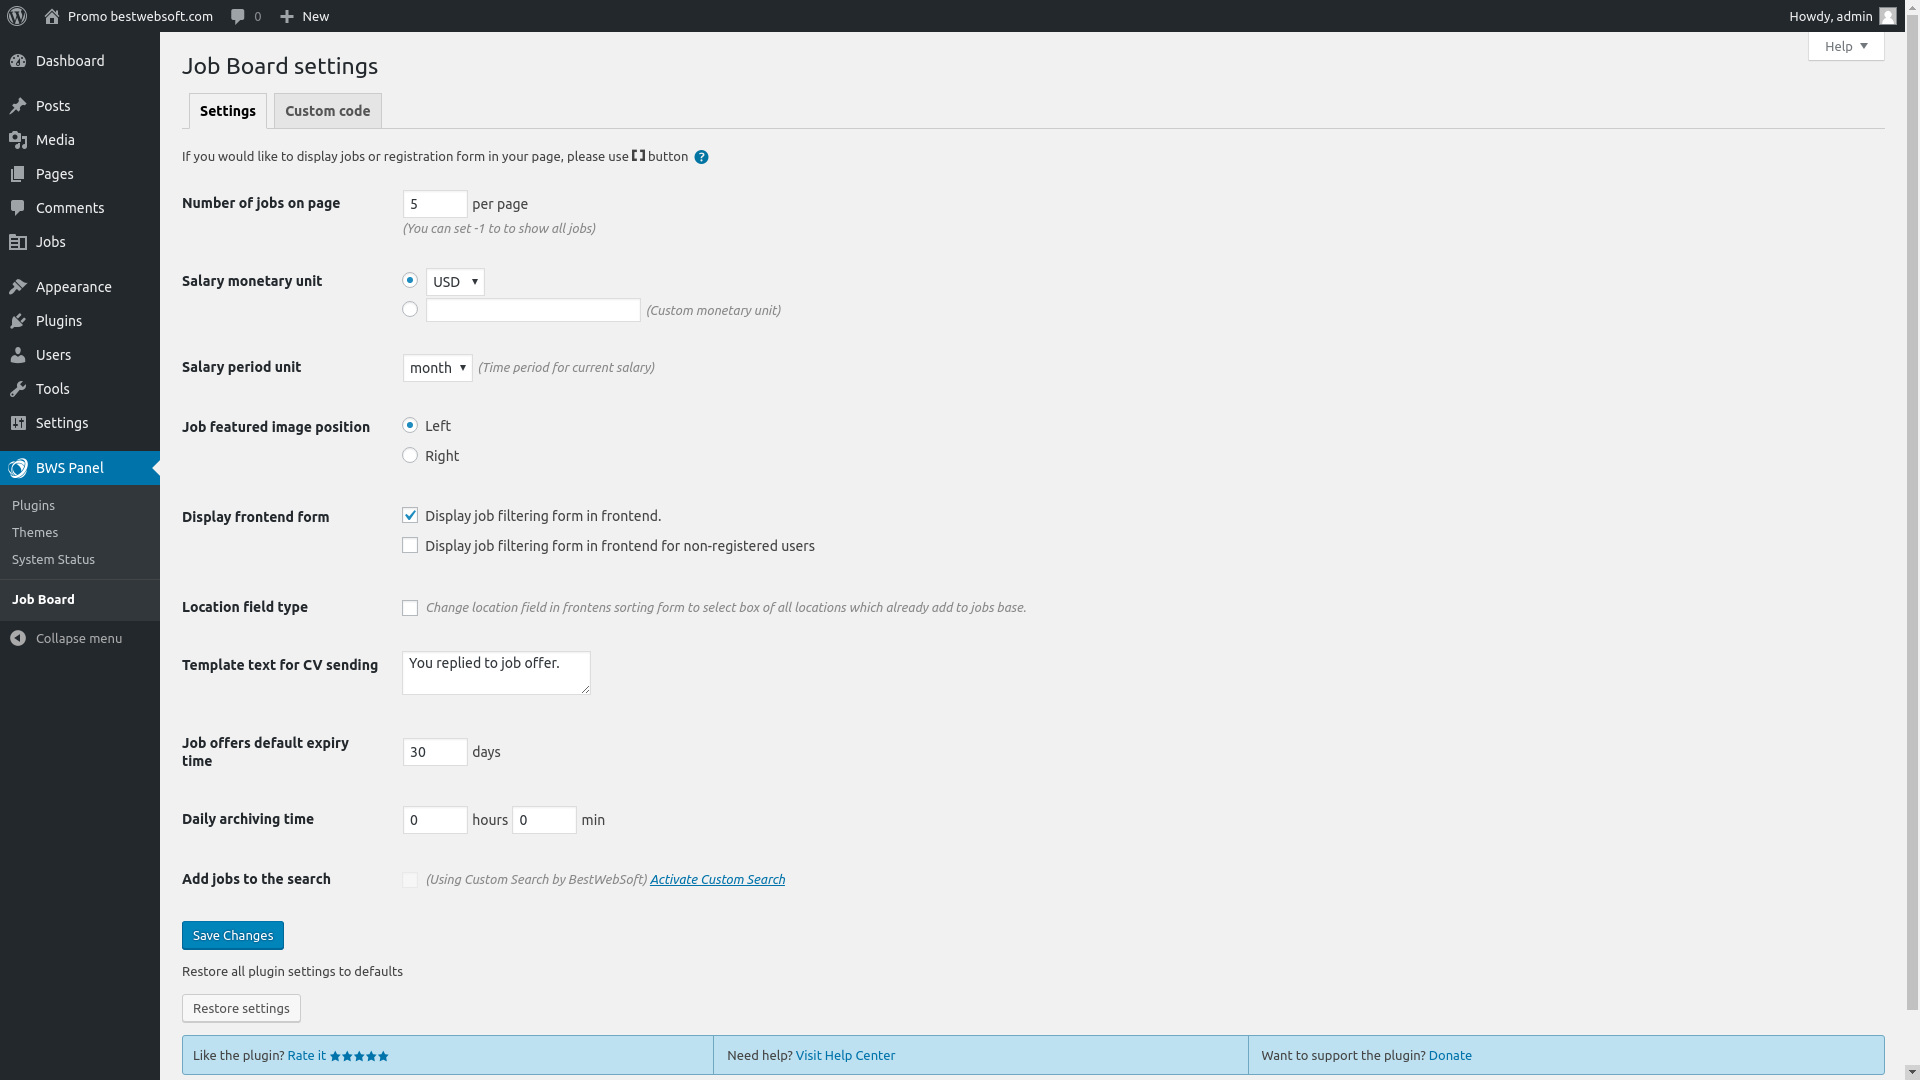 Promo bestwebsoft.com 0 New Howdy, admin
Help
Dashboard
Posts
Media
Pages
Comments
Jobs
Appearance
Plugins
Users
Tools
Settings
BWS Panel
Plugins
Themes
System Status
Job Board
Collapse menu
Job Board settings
Settings Custom code
If you would like to display jobs or registration form in your page, please use button ?
Number of jobs on page 5 per page
(You can set -1 to to show all jobs)
Salary monetary unit USD
(Custom monetary unit)
Salary period unit month (Time period for current salary)
Job featured image position Left
Right
Display frontend form Display job filtering form in frontend.
Display job filtering form in frontend for non-registered users
Location field type Change location field in frontens sorting form to select box of all locations which already add to jobs base.
Template text for CV sending You replied to job offer.
Job offers default expiry
time 30 days
Daily archiving time 0 hours 0 min
Add jobs to the search (Using Custom Search by BestWebSoft) Activate Custom Search
Save Changes
Restore all plugin settings to defaults
Restore settings
Like the plugin? Rate it ★★★★★ Need help? Visit Help Center Want to support the plugin? Donate